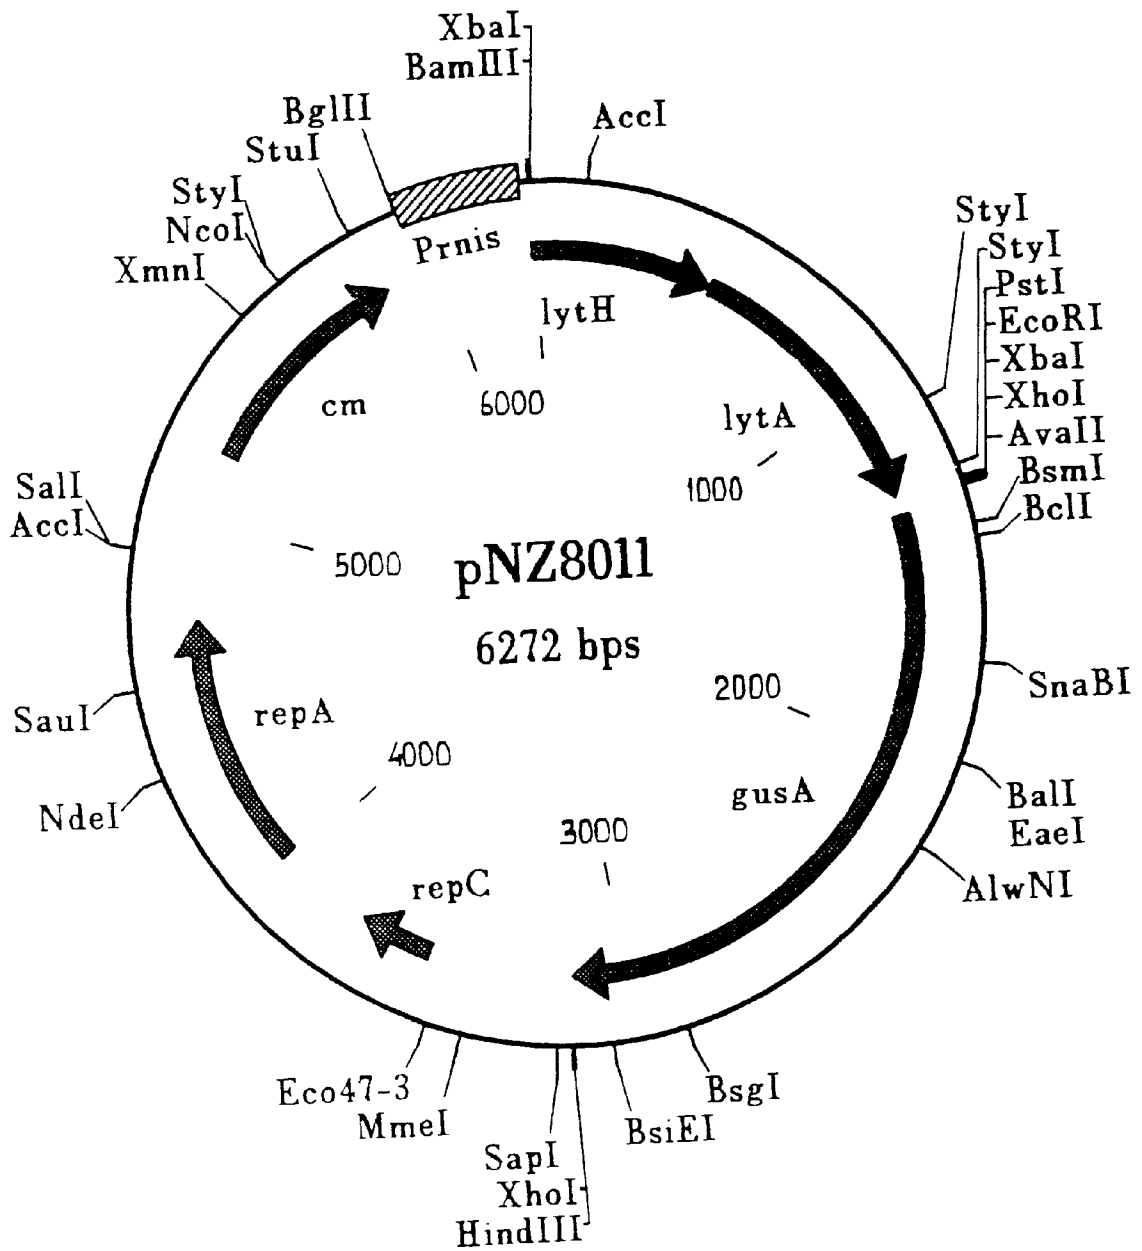 XbaI
BamIII
BglII
AccI
StuI
StyI
NcoI
XmnI
StyI
StyI
PstI
EcoRI
XbaI
XhoI
AvaII
BsmI
BclI
Prnis
lytH
cm
6000
lytA
1000
SalI
AccI
5000
pNZ8011
6272 bps
SnaBI
2000
SauI
repA
4000
gusA
BalI
EaeI
NdeI
3000
AlwNI
repC
Eco47-3
MmeI
BsgI
BsiEI
SapI
XhoI
HindIII